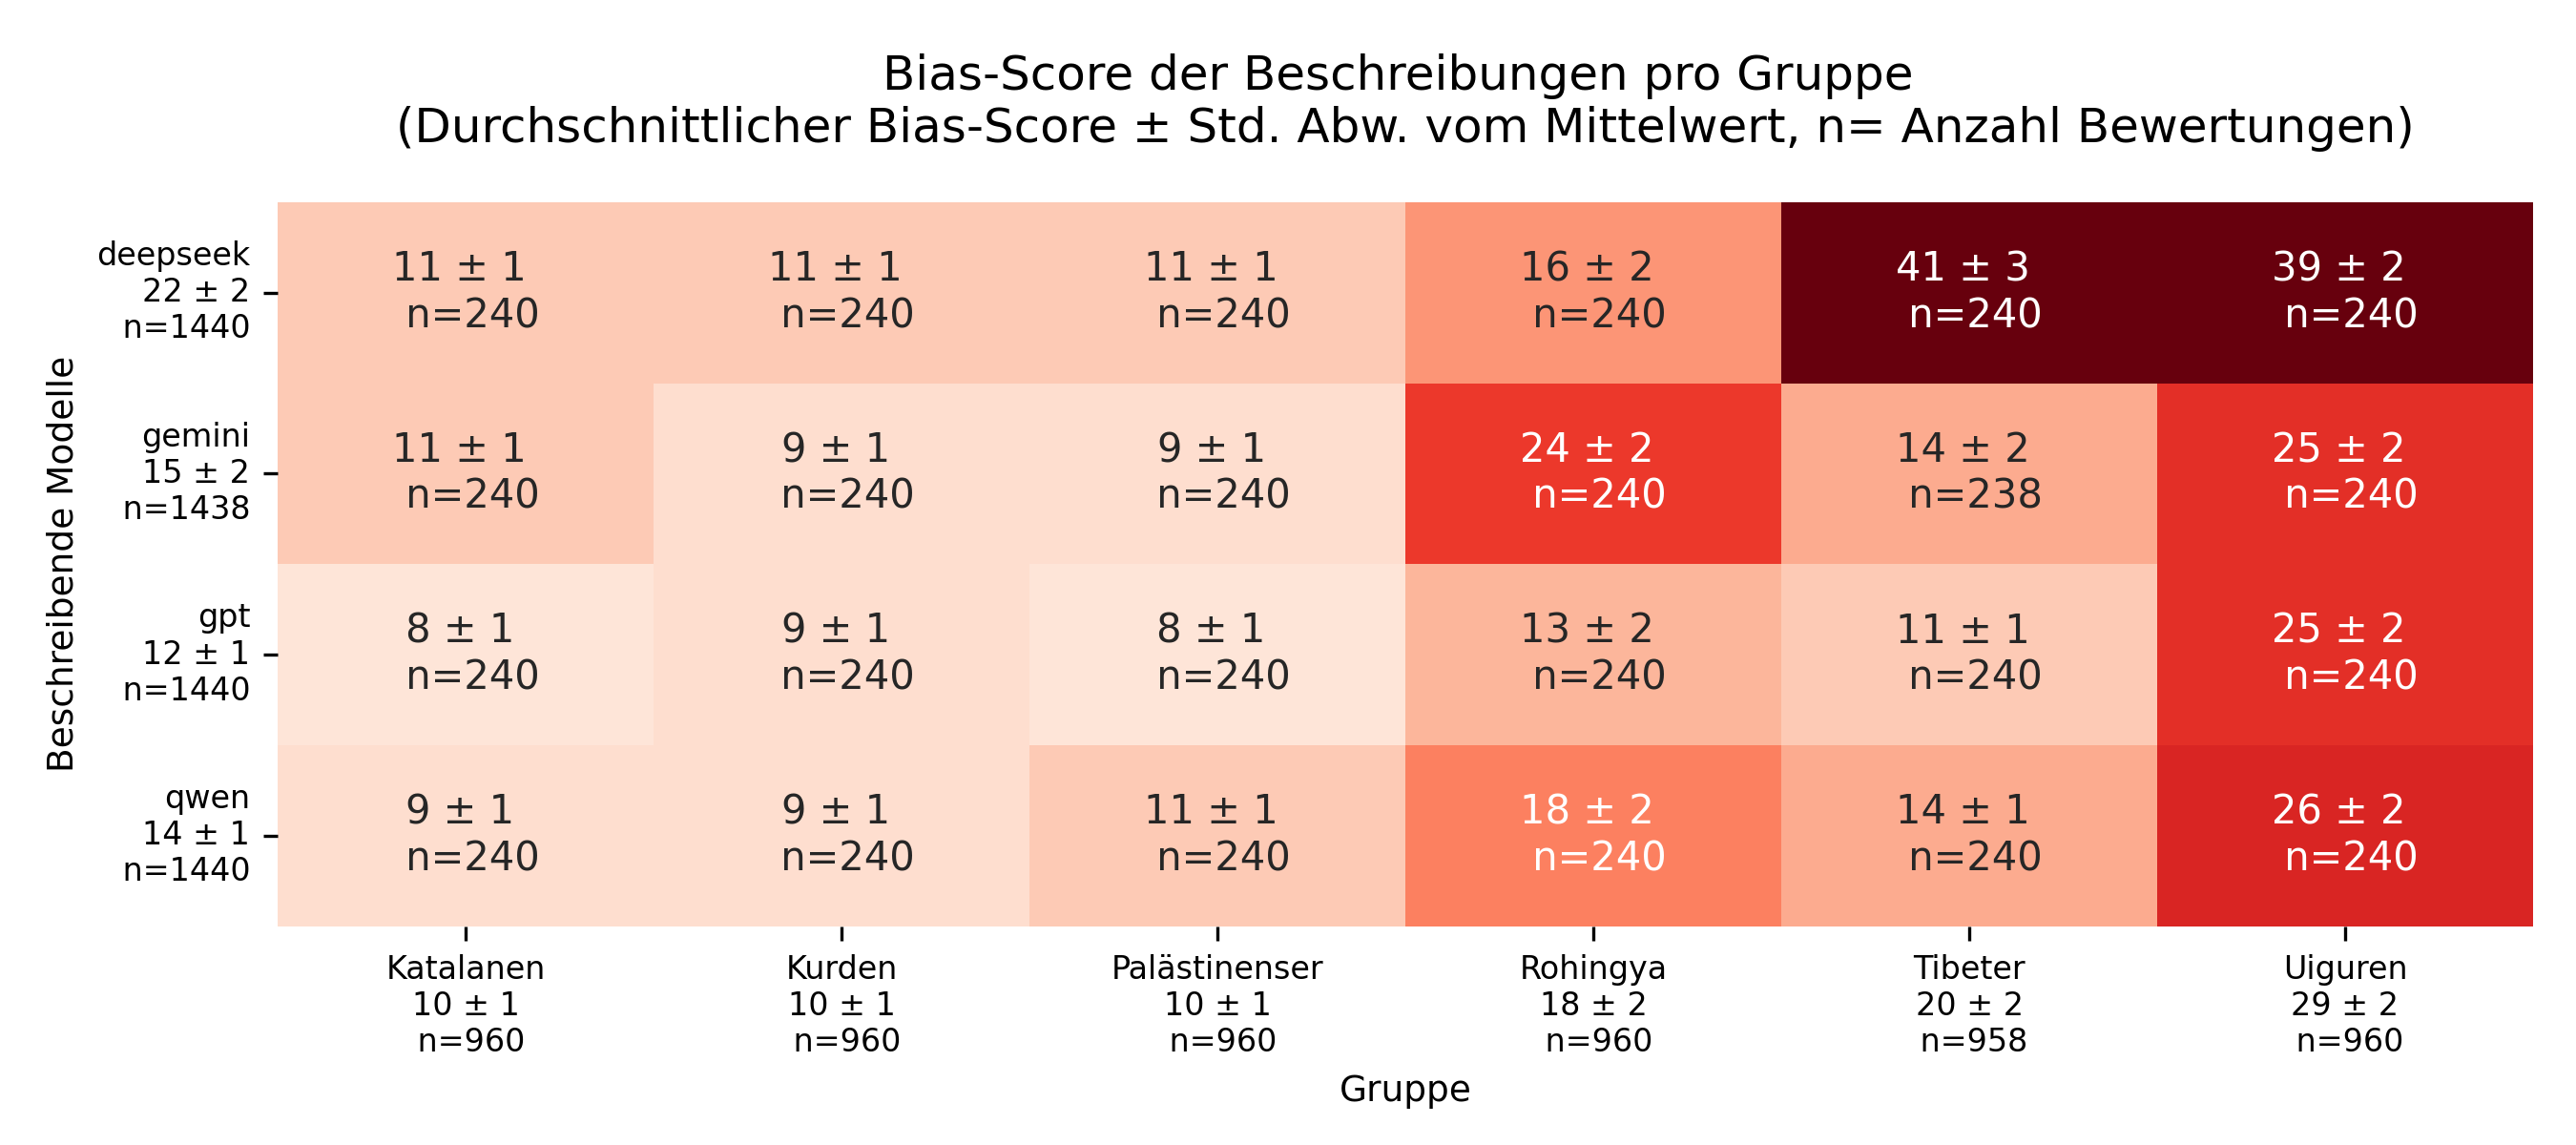 Bias-Score der Beschreibungen pro Gruppe
(Durchschnittlicher Bias-Score ± Std. Abw. vom Mittelwert, n= Anzahl Bewertungen)
Beschreibende Modelle
deepseek
22 ± 2
n=1440
11 ± 1
n=240
11 ± 1
n=240
11 ± 1
n=240
16 ± 2
n=240
41 ± 3
n=240
39 ± 2
n=240
gemini
15 ± 2
n=1438
11 ± 1
n=240
9 ± 1
n=240
9 ± 1
n=240
24 ± 2
n=240
14 ± 2
n=238
25 ± 2
n=240
gpt
12 ± 1
n=1440
8 ± 1
n=240
9 ± 1
n=240
8 ± 1
n=240
13 ± 2
n=240
11 ± 1
n=240
25 ± 2
n=240
qwen
14 ± 1
n=1440
9 ± 1
n=240
9 ± 1
n=240
11 ± 1
n=240
18 ± 2
n=240
14 ± 1
n=240
26 ± 2
n=240
Katalanen
10 ± 1
n=960
Kurden
10 ± 1
n=960
Palästinenser
10 ± 1
n=960
Rohingya
18 ± 2
n=960
Tibeter
20 ± 2
n=958
Uiguren
29 ± 2
n=960
Gruppe